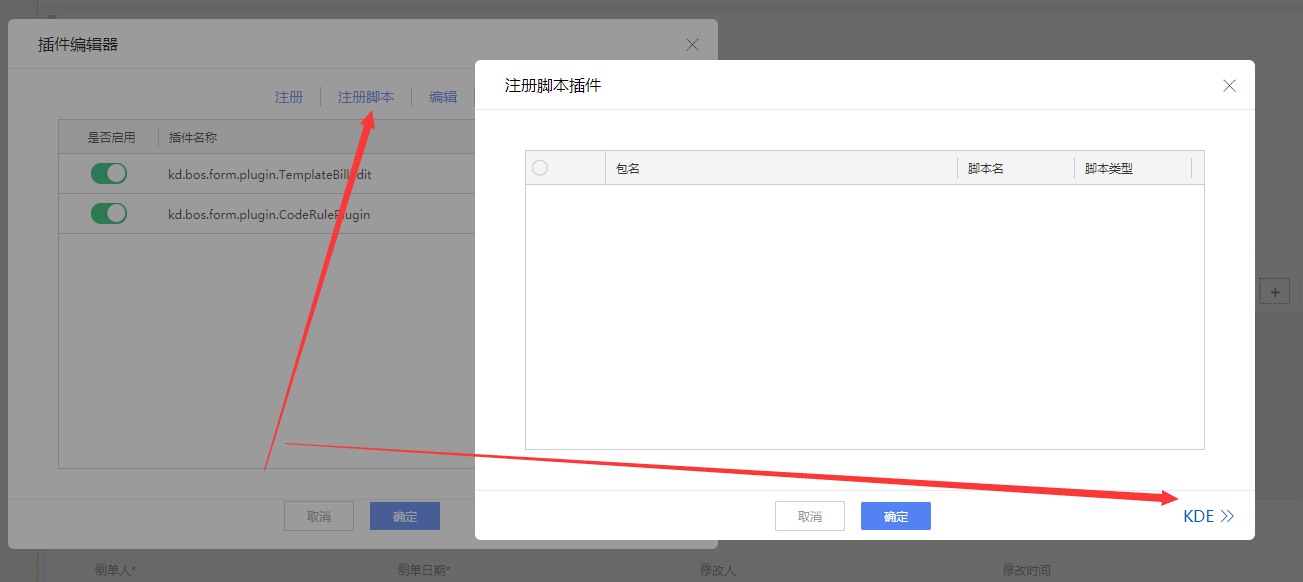 插件编辑器
注册 注册脚本 编辑
是否启用 插件名称
kd.bos.form.plugin.TemplateBillEdit
kd.bos.form.plugin.CodeRulePlugin
取消 确定
注册脚本插件
包名 脚本名 脚本类型
取消 确定
KDE
制单人* 制单日期* 修改人 修改时间